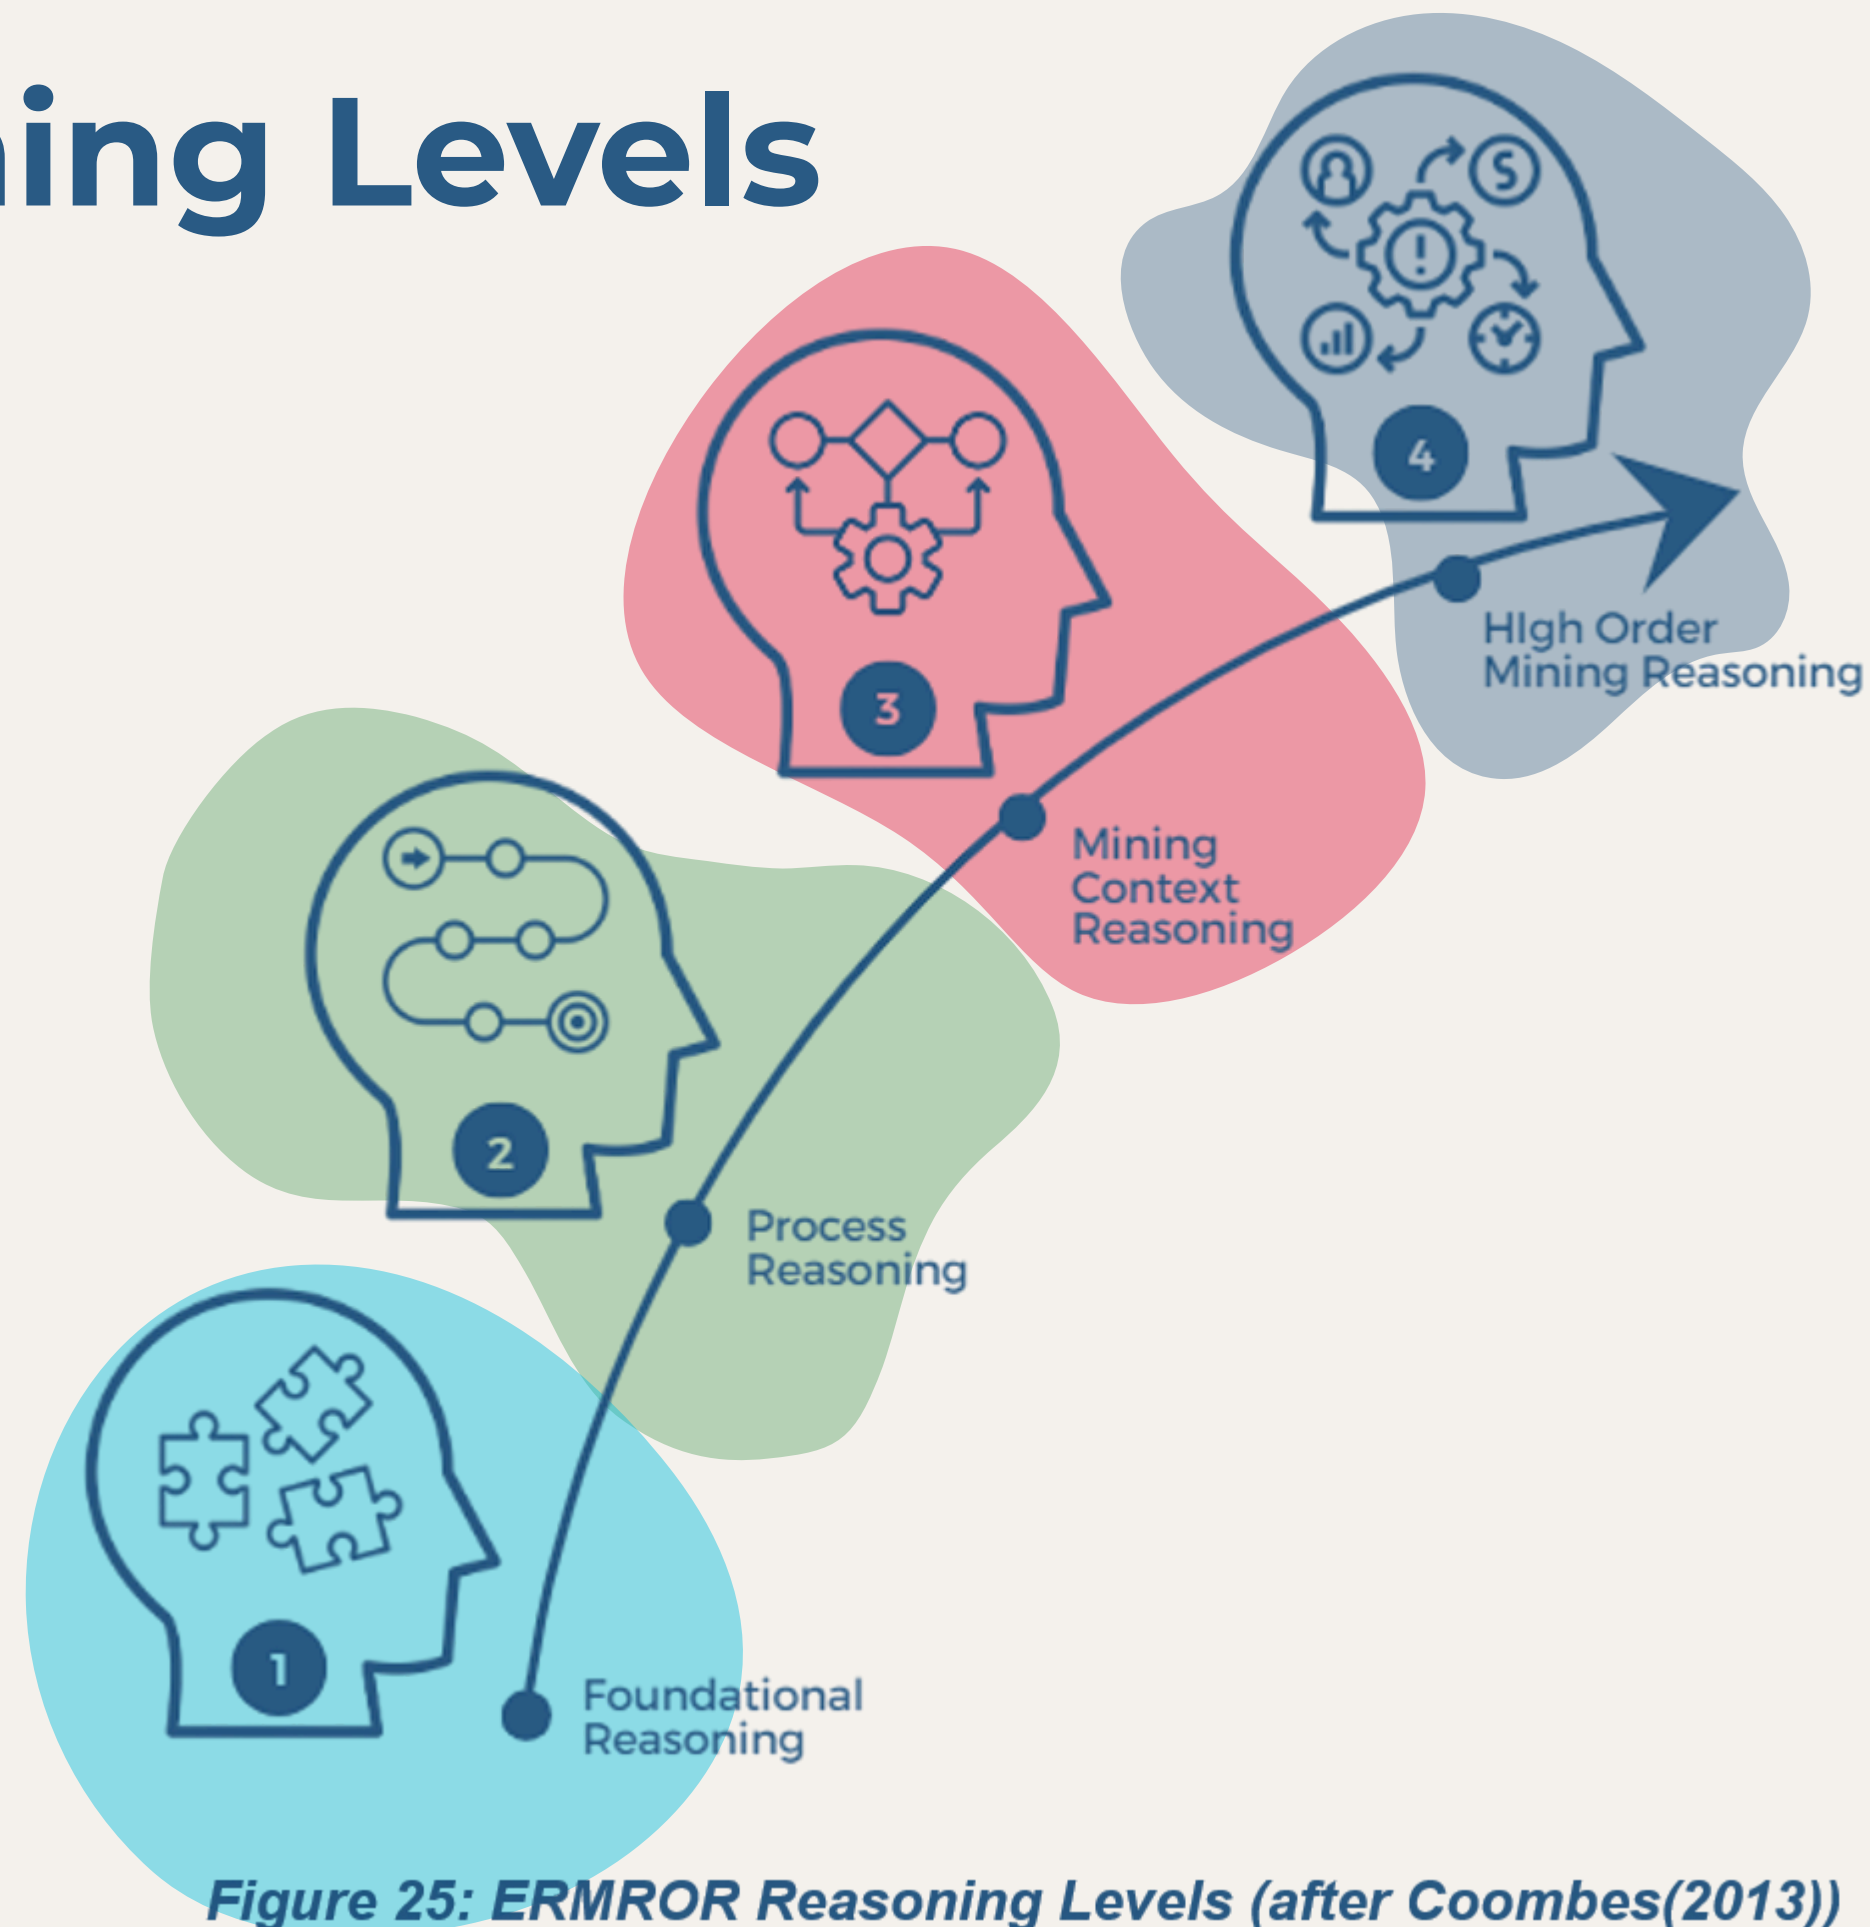 ning Levels
4
HIgh Order
Mining Reasoning
3
Mining
Context
Reasoning
2
Process
Reasoning
1
Foundational
Reasoning
Figure 25: ERMROR Reasoning Levels (after Coombes(2013))